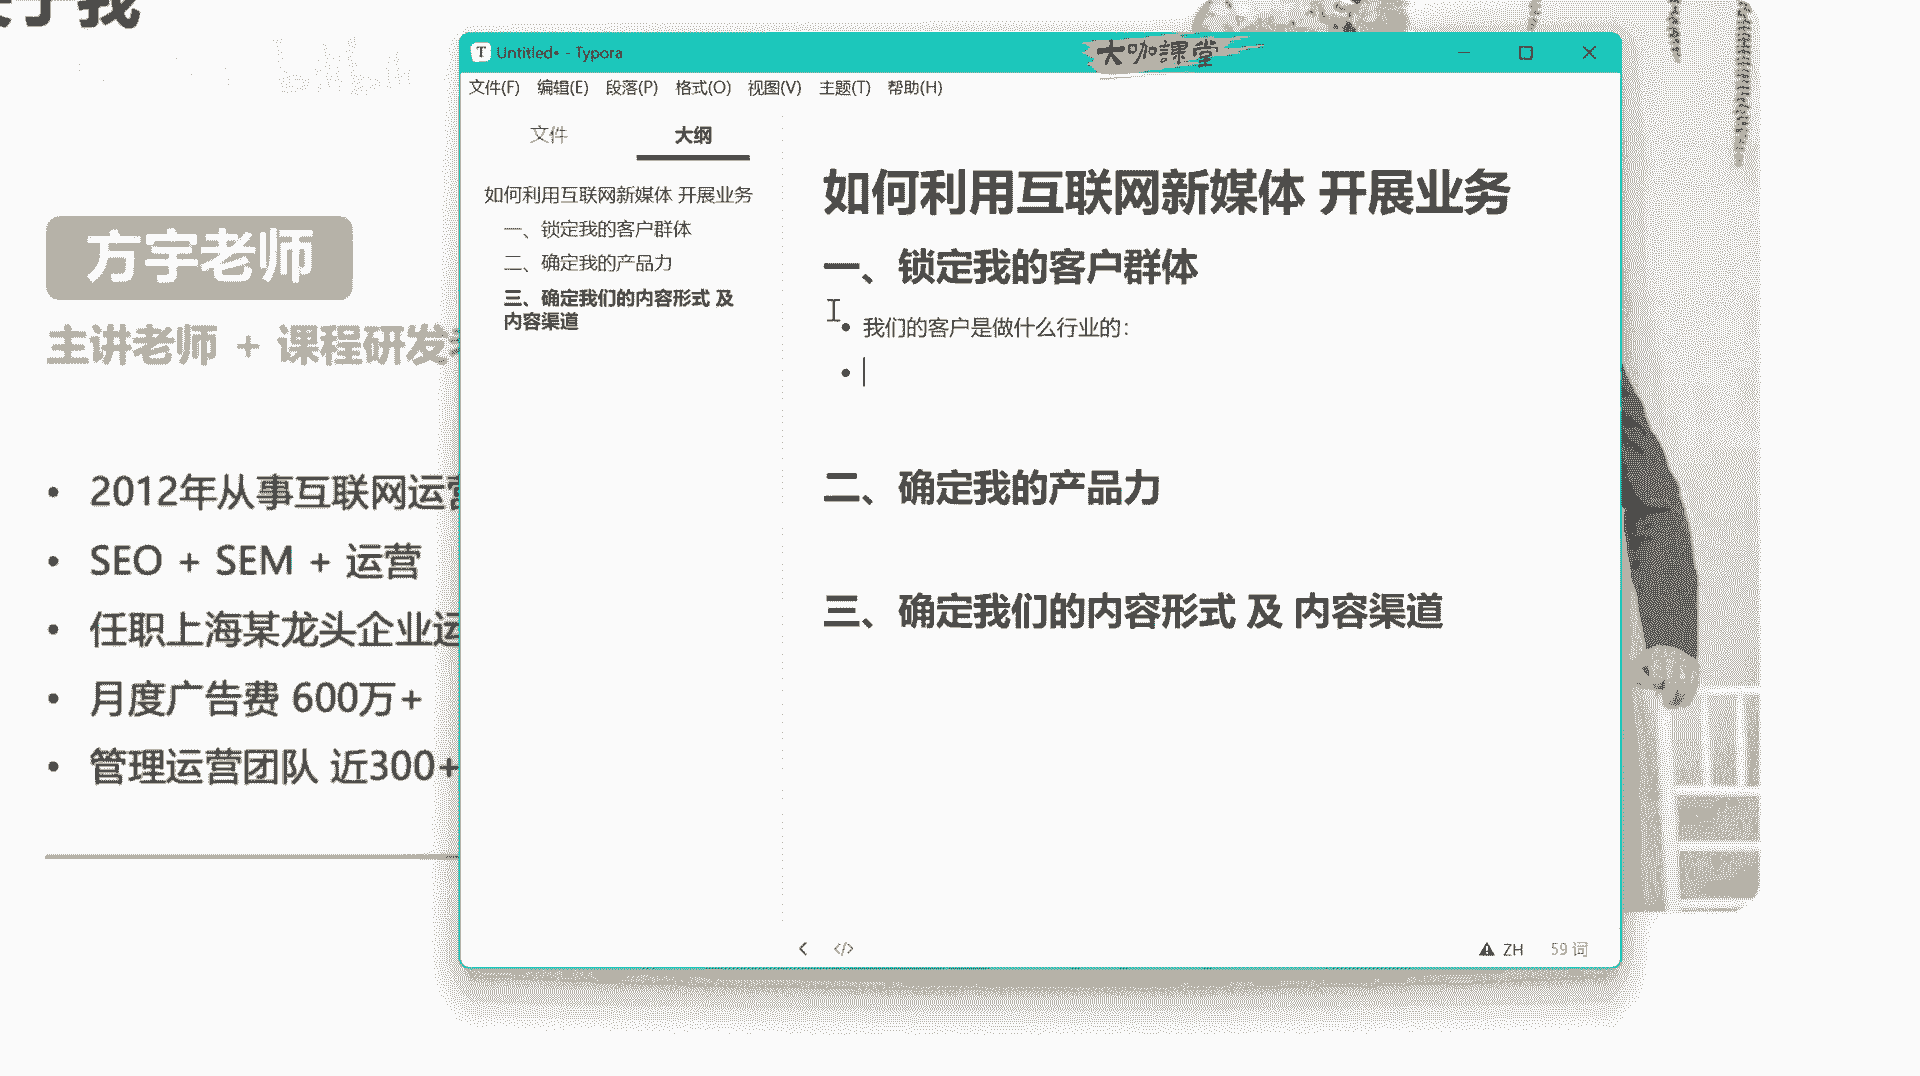 关于我
方宇老师
主讲老师 + 课程研发
2012年从事互联网运营
SEO + SEM + 运营
任职上海某龙头企业运
月度广告费 600万+
管理运营团队 近300+
T Untitled• - Typora
大咖課堂
文件(F) 编辑(E) 段落(P) 格式(O) 视图(V) 主题(T) 帮助(H)
文件 大纲
如何利用互联网新媒体 开展业务
一、锁定我的客户群体
二、确定我的产品力
三、确定我们的内容形式 及
内容渠道
如何利用互联网新媒体 开展业务
一、锁定我的客户群体
• 我们的客户是做什么行业的：
•
二、确定我的产品力
三、确定我们的内容形式 及 内容渠道
ZH 59 词